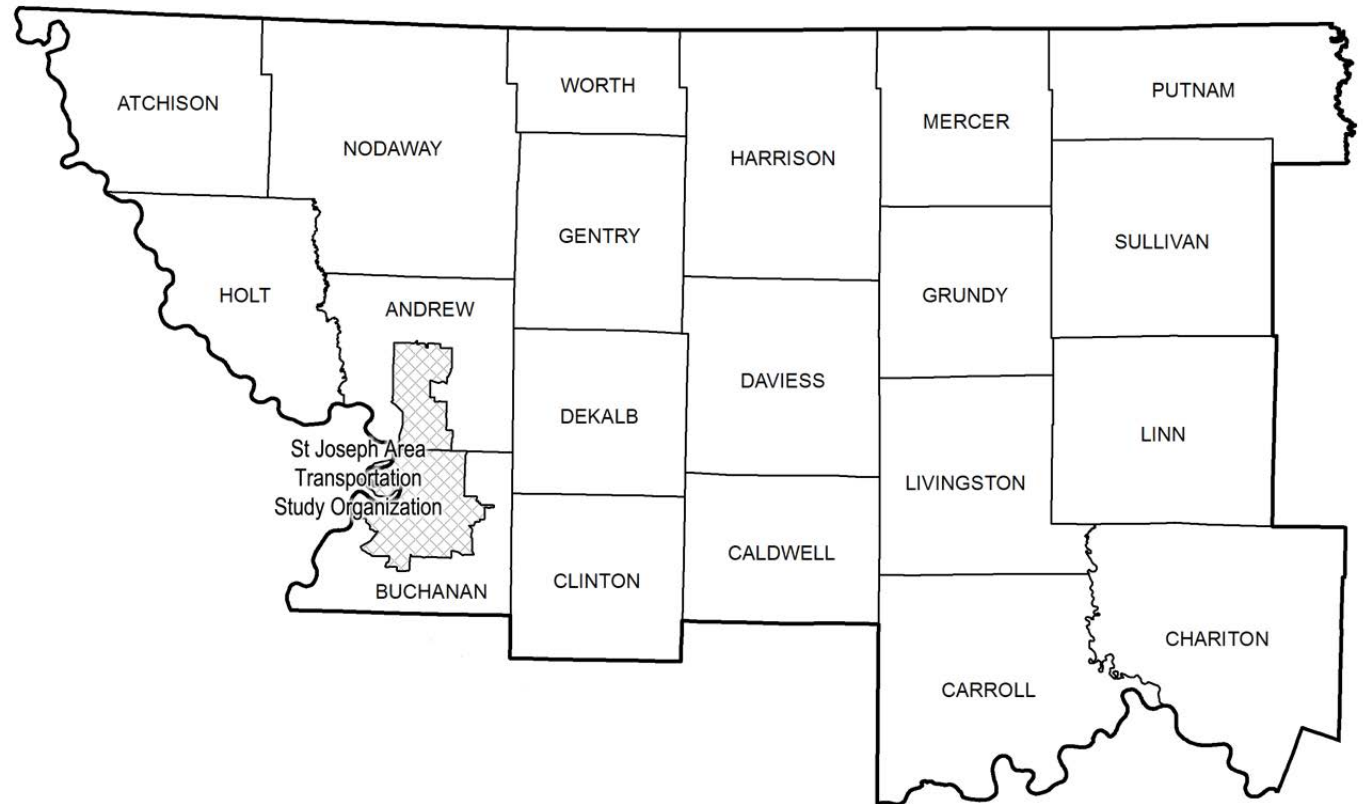 WORTH
PUTNAM
ATCHISON
MERCER
NODAWAY
HARRISON
GENTRY
SULLIVAN
HOLT
GRUNDY
ANDREW
DAVIESS
DEKALB
LINN
St Joseph Area
Transportation
Study Organization
LIVINGSTON
CALDWELL
CLINTON
BUCHANAN
CHARITON
CARROLL